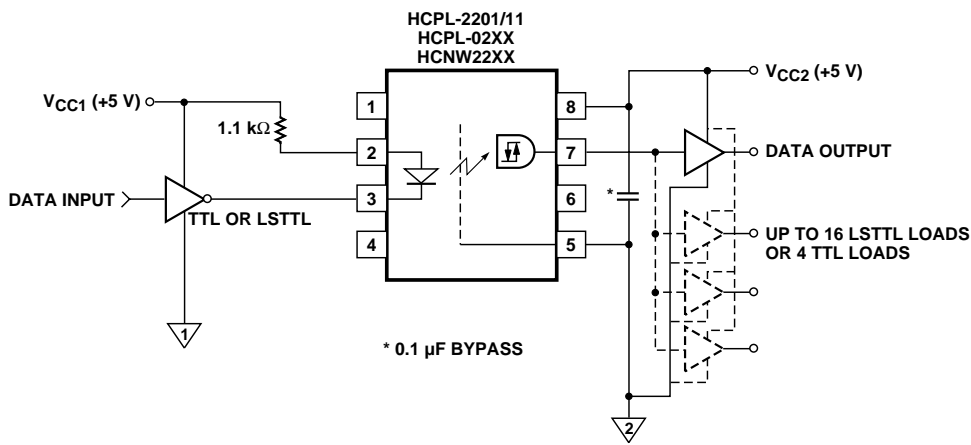 HCPL-2201/11
HCPL-02XX
HCNW22XX
VCC1 (+5 V)
1.1 kΩ
DATA INPUT
TTL OR LSTTL
1
1
2
3
4
8
7
6
5
*
VCC2 (+5 V)
DATA OUTPUT
UP TO 16 LSTTL LOADS
OR 4 TTL LOADS
* 0.1 µF BYPASS
2